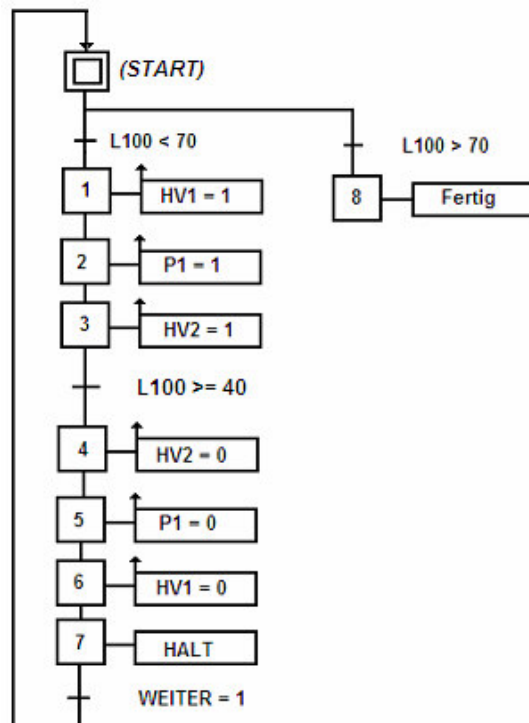 (START)
L100 < 70
L100 > 70
1
HV1 = 1
8
Fertig
2
P1 = 1
3
HV2 = 1
L100 >= 40
4
HV2 = 0
5
P1 = 0
6
HV1 = 0
7
HALT
WEITER = 1